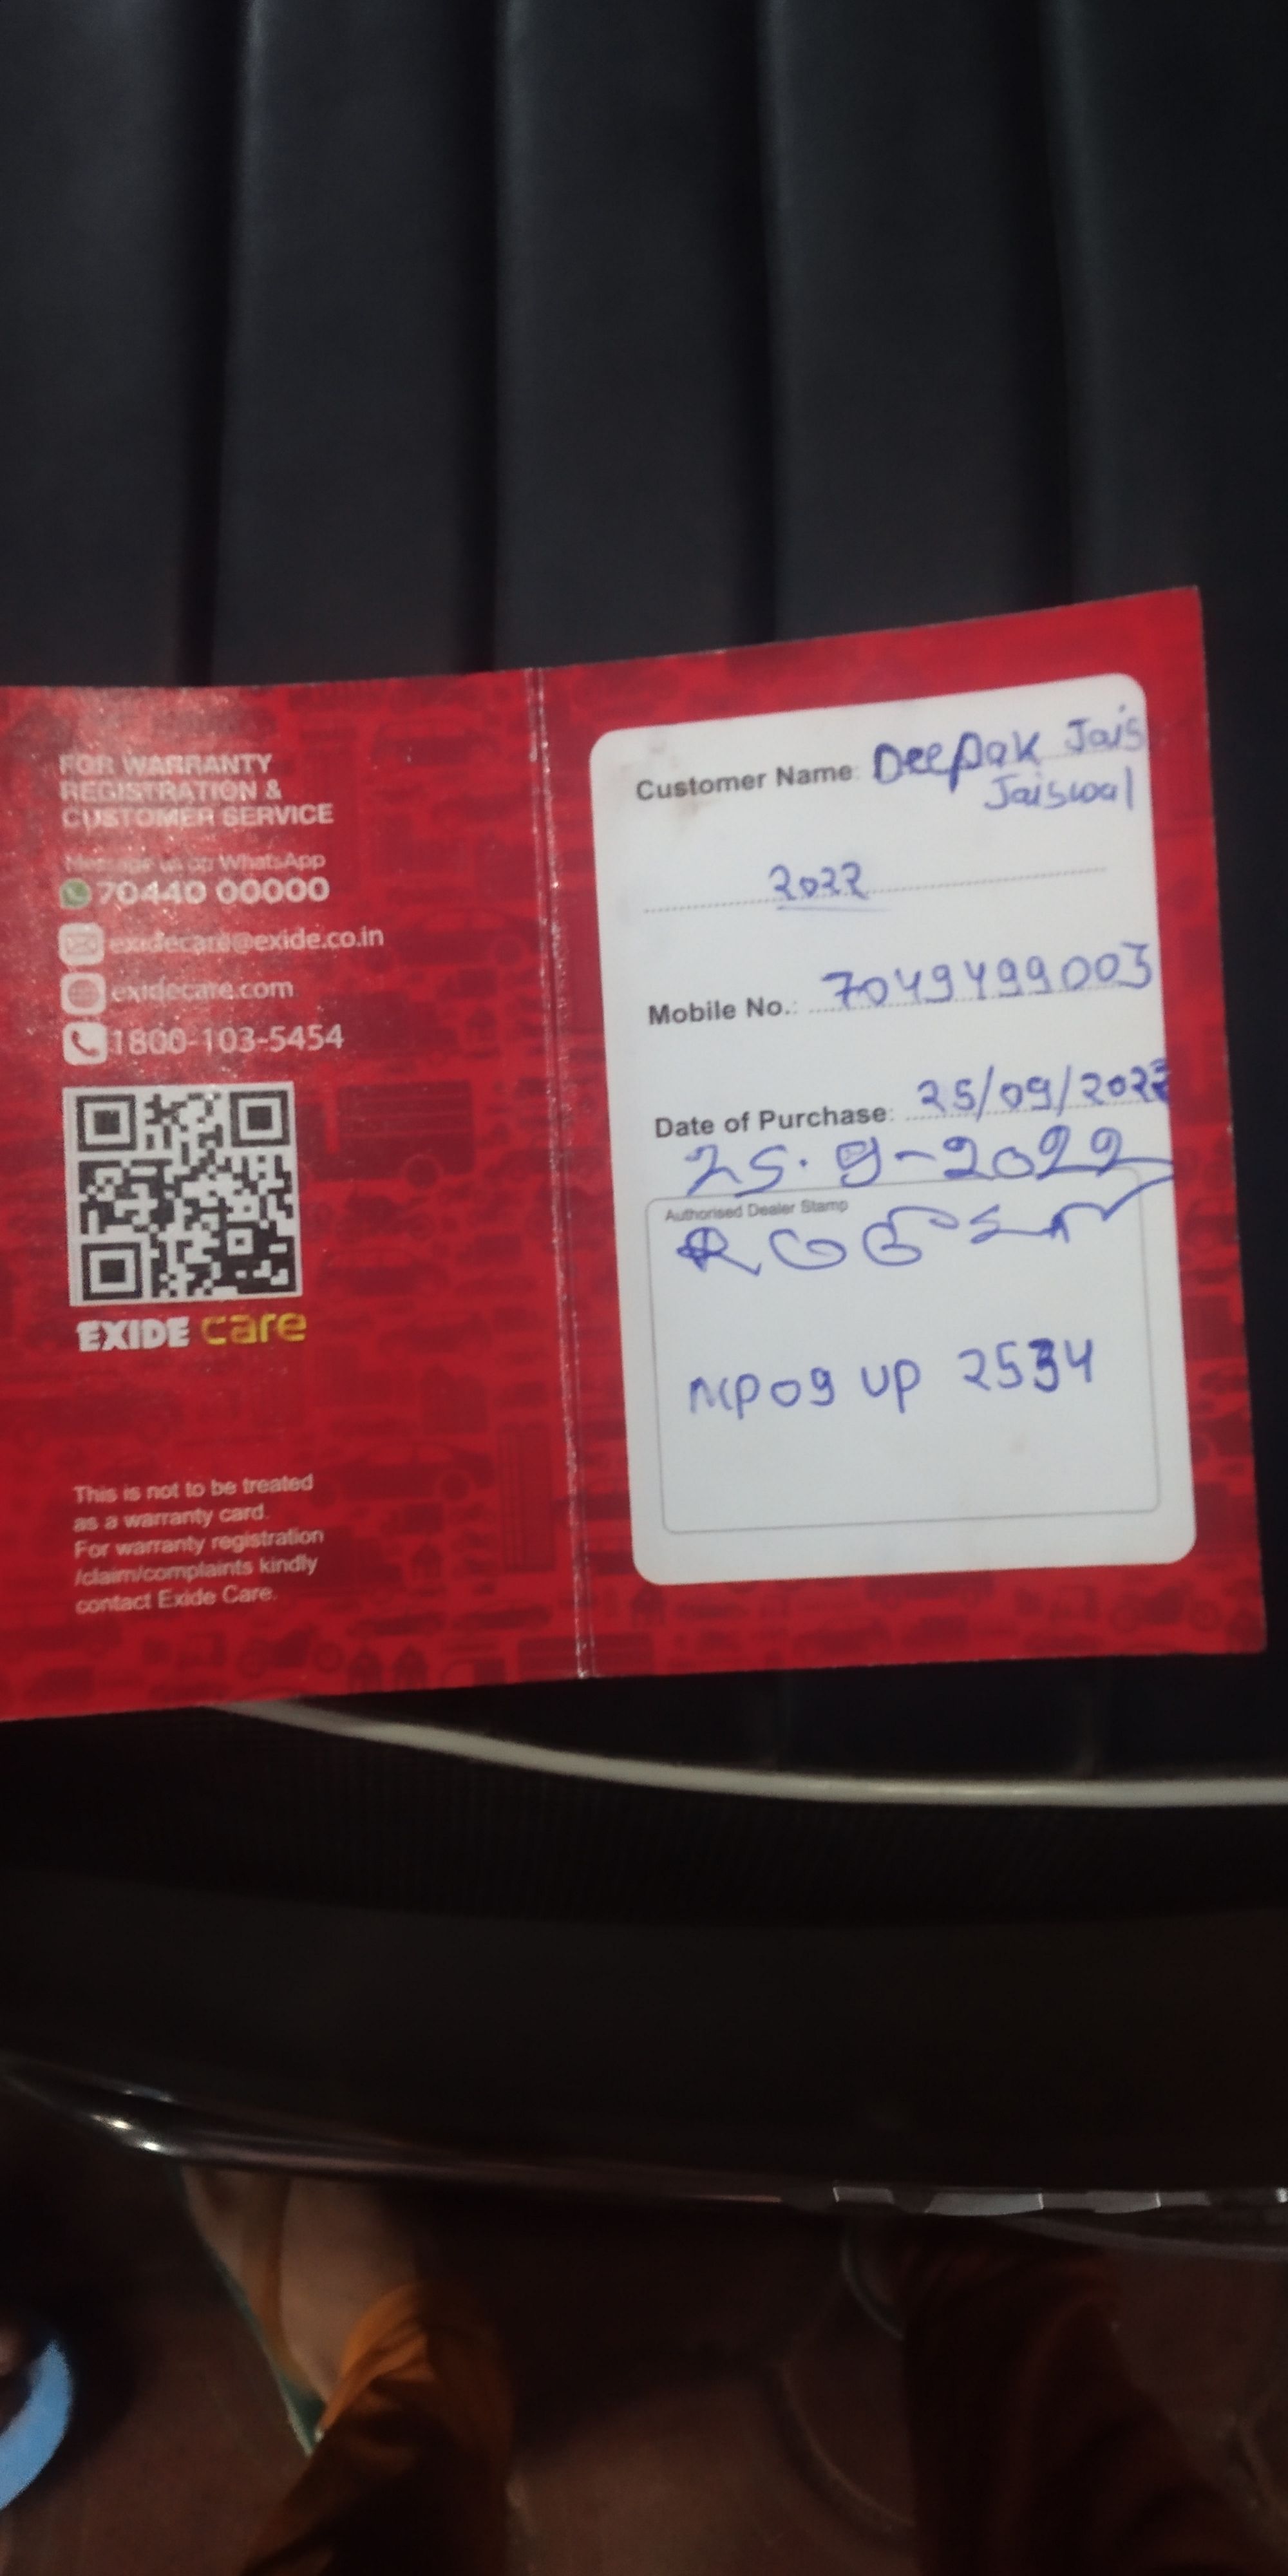 FOR WARRANTY
REGISTRATION &
CUSTOMER SERVICE
Message us on WhatsApp
70440 00000
exidecare@exide.co.in
exidecare.com
1800-103-5454
EXIDE care
This is not to be treated
as a warranty card.
For warranty registration
/claim/complaints kindly
contact Exide Care.
Customer Name: Deepak Jais
Jaiswal
2022
Mobile No.: 7049499003
Date of Purchase: 25/09/2022
25.9-2022
Authorised Dealer Stamp
MP09 UP 2534